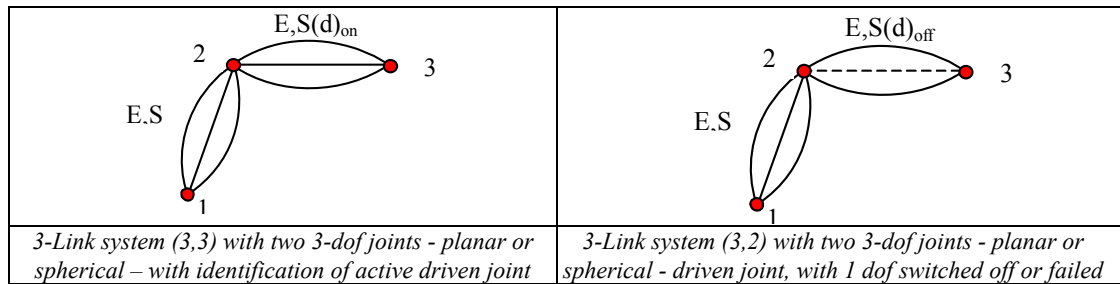 E,S(d)on
2
3
E,S
1
3-Link system (3,3) with two 3-dof joints - planar or
spherical – with identification of active driven joint
E,S(d)off
2
3
E,S
1
3-Link system (3,2) with two 3-dof joints - planar or
spherical - driven joint, with 1 dof switched off or failed